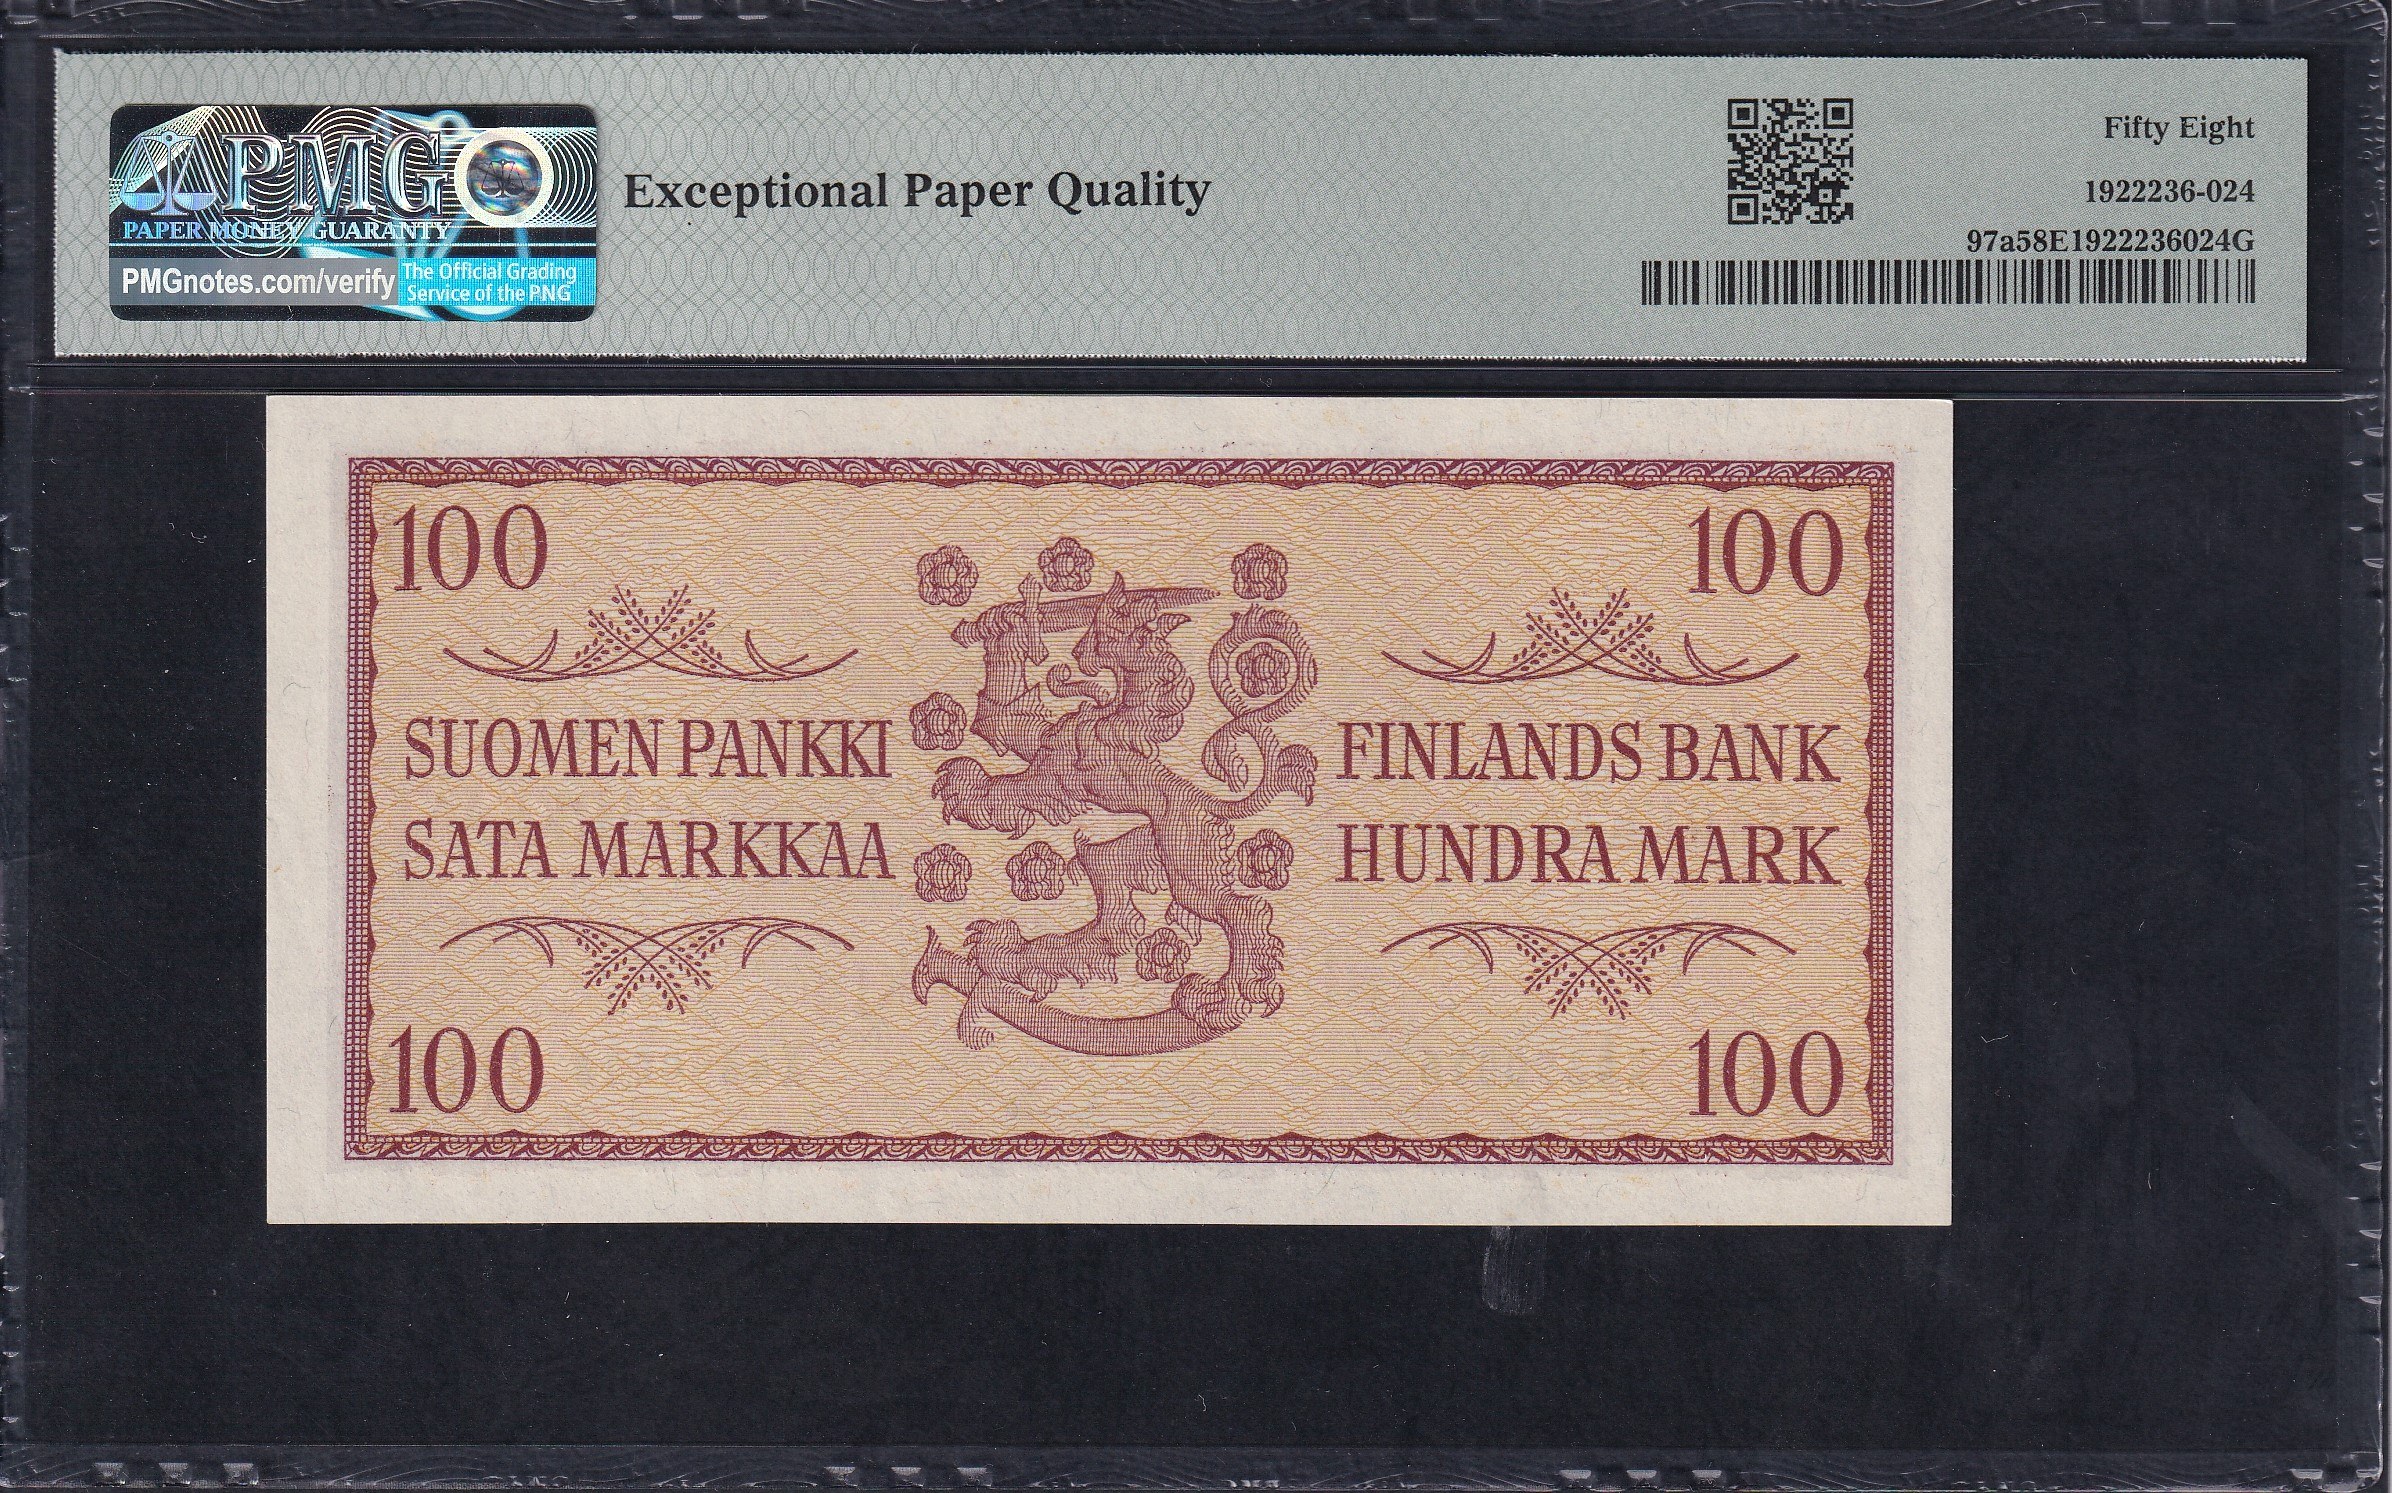 PMG
PAPER MONEY GUARANTY
PMGnotes.com/verify
The Official Grading
Service of the PNG
Exceptional Paper Quality
Fifty Eight
1922236-024
97a58E1922236024G
100
100
SUOMEN PANKKI
SATA MARKKAA
FINLANDS BANK
HUNDRA MARK
100
100